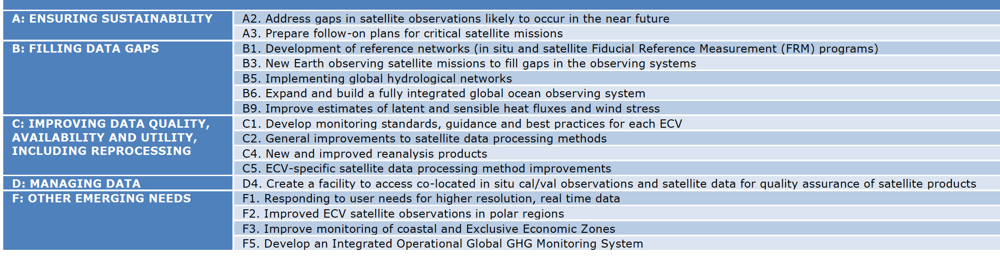 A: ENSURING SUSTAINABILITY
A2. Address gaps in satellite observations likely to occur in the near future
A3. Prepare follow-on plans for critical satellite missions
B: FILLING DATA GAPS
B1. Development of reference networks (in situ and satellite Fiducial Reference Measurement (FRM) programs)
B3. New Earth observing satellite missions to fill gaps in the observing systems
B5. Implementing global hydrological networks
B6. Expand and build a fully integrated global ocean observing system
B9. Improve estimates of latent and sensible heat fluxes and wind stress
C: IMPROVING DATA QUALITY,
AVAILABILITY AND UTILITY,
INCLUDING REPROCESSING
C1. Develop monitoring standards, guidance and best practices for each ECV
C2. General improvements to satellite data processing methods
C4. New and improved reanalysis products
C5. ECV-specific satellite data processing method improvements
D: MANAGING DATA
D4. Create a facility to access co-located in situ cal/val observations and satellite data for quality assurance of satellite products
F: OTHER EMERGING NEEDS
F1. Responding to user needs for higher resolution, real time data
F2. Improved ECV satellite observations in polar regions
F3. Improve monitoring of coastal and Exclusive Economic Zones
F5. Develop an Integrated Operational Global GHG Monitoring System